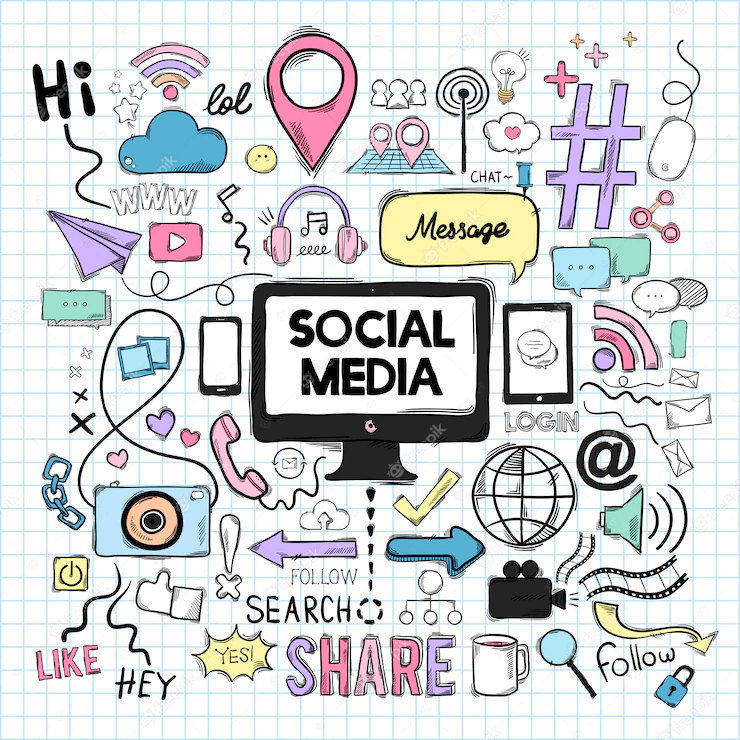 Hi
lol
CHAT~
WWW
#
Message
SOCIAL
MEDIA
LOGIN
@
FOLLOW
SEARCH
LIKE
HEY
YES!
SHARE
follow